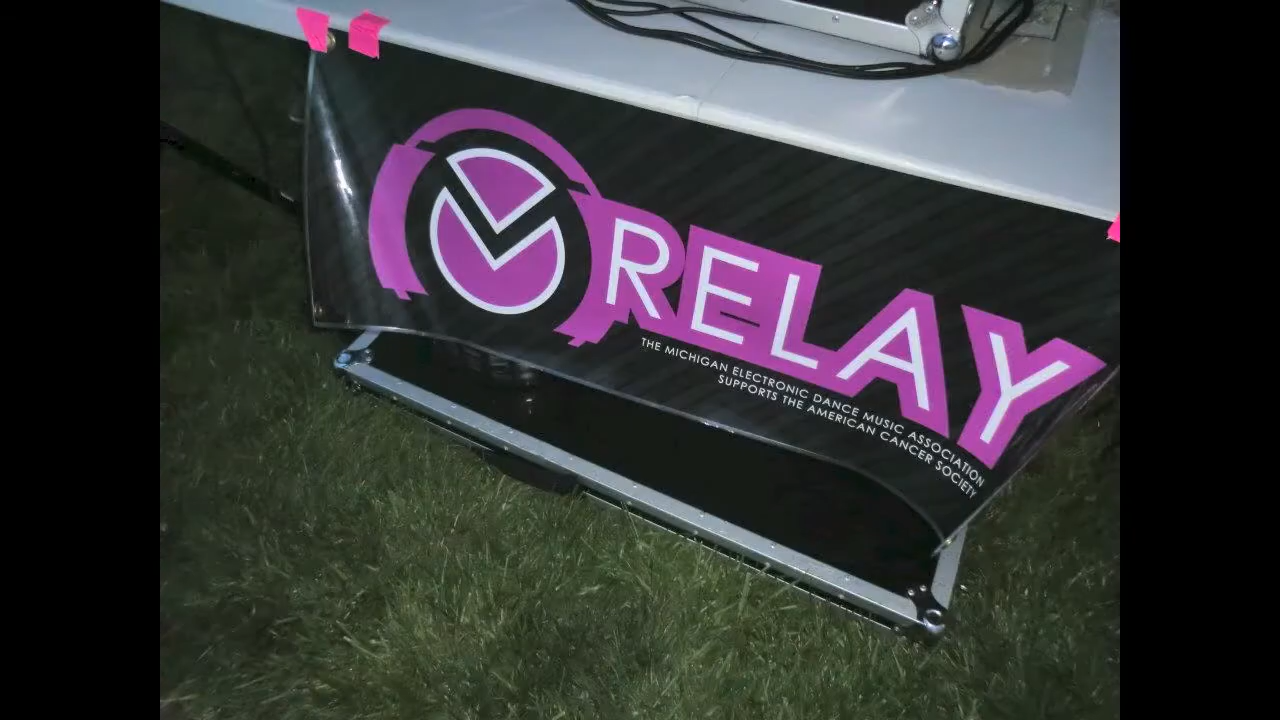 RELAY
THE MICHIGAN ELECTRONIC DANCE MUSIC ASSOCIATION
SUPPORTS THE AMERICAN CANCER SOCIETY